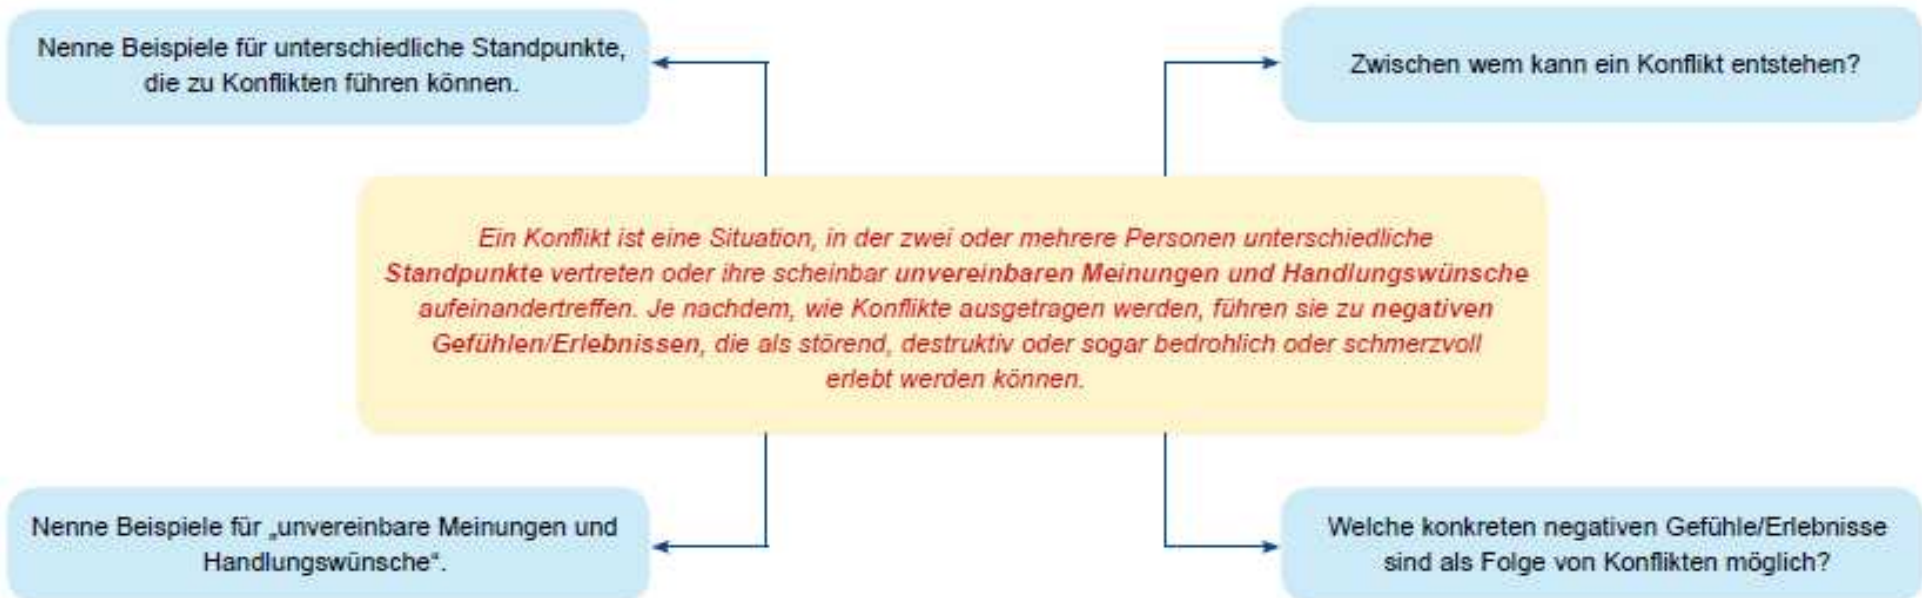 Nenne Beispiele für unterschiedliche Standpunkte,
die zu Konflikten führen können.
Zwischen wem kann ein Konflikt entstehen?
Ein Konflikt ist eine Situation, in der zwei oder mehrere Personen unterschiedliche
Standpunkte vertreten oder ihre scheinbar unvereinbaren Meinungen und Handlungswünsche
aufeinandertreffen. Je nachdem, wie Konflikte ausgetragen werden, führen sie zu negativen
Gefühlen/Erlebnissen, die als störend, destruktiv oder sogar bedrohlich oder schmerzvoll
erlebt werden können.
Nenne Beispiele für „unvereinbare Meinungen und
Handlungswünsche“.
Welche konkreten negativen Gefühle/Erlebnisse
sind als Folge von Konflikten möglich?